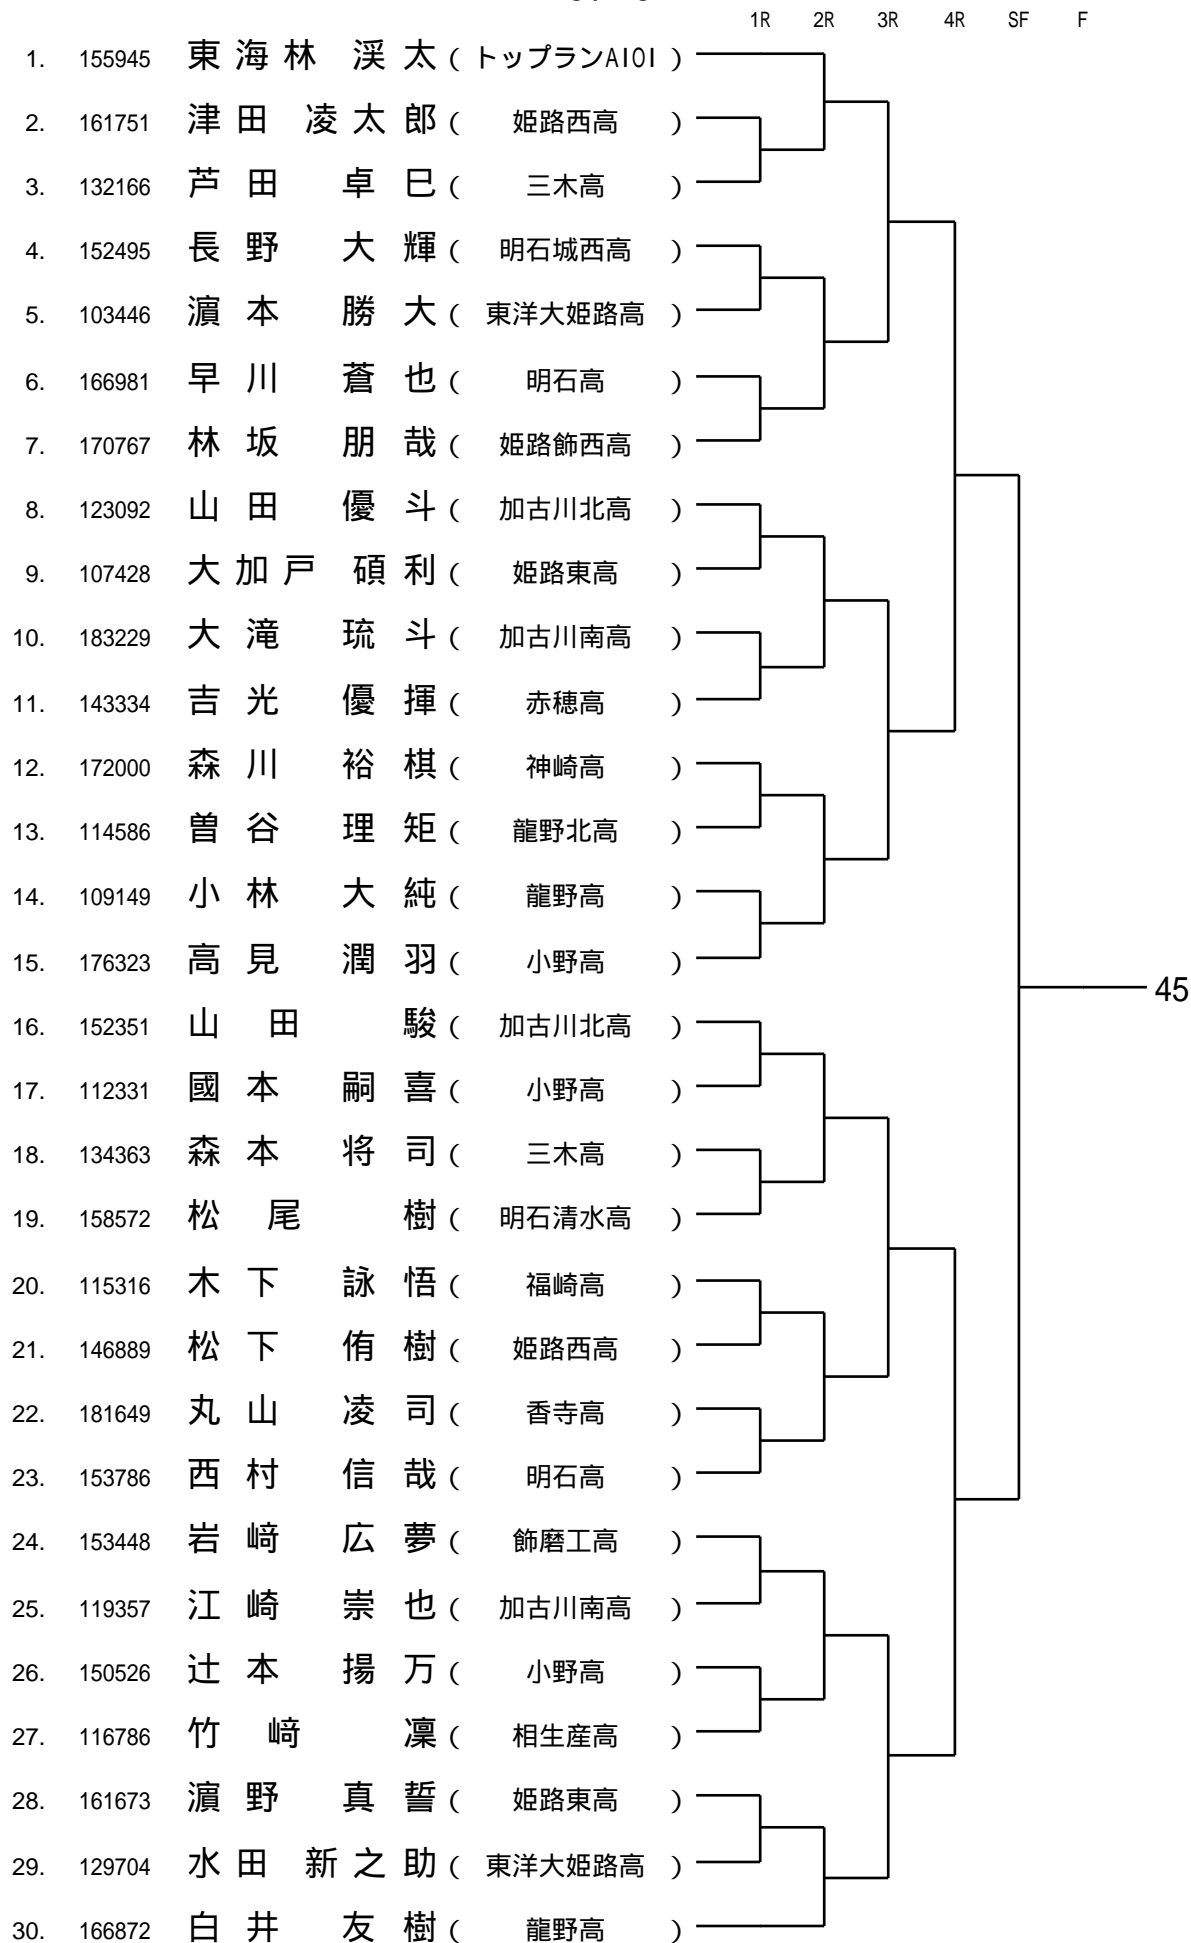 1R 2R 3R 4R SF F
1. 155945 東海林 渓太 ( トップランAIOI )
2. 161751 津田 凌太郎 ( 姫路西高 )
3. 132166 芦田 卓巳 ( 三木高 )
4. 152495 長野 大輝 ( 明石城西高 )
5. 103446 濵本 勝大 ( 東洋大姫路高 )
6. 166981 早川 蒼也 ( 明石高 )
7. 170767 林坂 朋哉 ( 姫路飾西高 )
8. 123092 山田 優斗 ( 加古川北高 )
9. 107428 大加戸 碩利 ( 姫路東高 )
10. 183229 大滝 琉斗 ( 加古川南高 )
11. 143334 吉光 優揮 ( 赤穂高 )
12. 172000 森川 裕棋 ( 神崎高 )
13. 114586 曽谷 理矩 ( 龍野北高 )
14. 109149 小林 大純 ( 龍野高 )
15. 176323 高見 潤羽 ( 小野高 )
16. 152351 山田 駿 ( 加古川北高 )
17. 112331 國本 嗣喜 ( 小野高 )
18. 134363 森本 将司 ( 三木高 )
19. 158572 松尾 樹 ( 明石清水高 )
20. 115316 木下 詠悟 ( 福崎高 )
21. 146889 松下 侑樹 ( 姫路西高 )
22. 181649 丸山 凌司 ( 香寺高 )
23. 153786 西村 信哉 ( 明石高 )
24. 153448 岩﨑 広夢 ( 飾磨工高 )
25. 119357 江崎 崇也 ( 加古川南高 )
26. 150526 辻本 揚万 ( 小野高 )
27. 116786 竹﨑 凜 ( 相生産高 )
28. 161673 濵野 真誓 ( 姫路東高 )
29. 129704 水田 新之助 ( 東洋大姫路高 )
30. 166872 白井 友樹 ( 龍野高 )
45